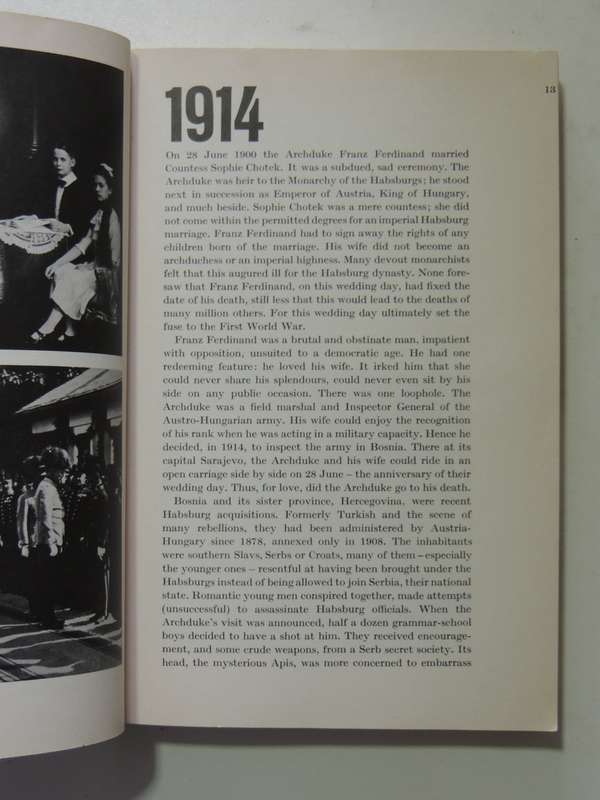 13
1914
On 28 June 1900 the Archduke Franz Ferdinand married
Countess Sophie Chotek. It was a subdued, sad ceremony. The
Archduke was heir to the Monarchy of the Habsburgs; he stood
next in succession as Emperor of Austria, King of Hungary,
and much beside. Sophie Chotek was a mere countess; she did
not come within the permitted degrees for an imperial Habsburg
marriage. Franz Ferdinand had to sign away the rights of any
children born of the marriage. His wife did not become an
archduchess or an imperial highness. Many devout monarchists
felt that this augured ill for the Habsburg dynasty. None fore-
saw that Franz Ferdinand, on this wedding day, had fixed the
date of his death, still less that this would lead to the deaths of
many million others. For this wedding day ultimately set the
fuse to the First World War.
Franz Ferdinand was a brutal and obstinate man, impatient
with opposition, unsuited to a democratic age. He had one
redeeming feature: he loved his wife. It irked him that she
could never share his splendours, could never even sit by his
side on any public occasion. There was one loophole. The
Archduke was a field marshal and Inspector General of the
Austro-Hungarian army. His wife could enjoy the recognition
of his rank when he was acting in a military capacity. Hence he
decided, in 1914, to inspect the army in Bosnia. There at its
capital Sarajevo, the Archduke and his wife could ride in an
open carriage side by side on 28 June – the anniversary of their
wedding day. Thus, for love, did the Archduke go to his death.
Bosnia and its sister province, Hercegovina, were recent
Habsburg acquisitions. Formerly Turkish and the scene of
many rebellions, they had been administered by Austria-
Hungary since 1878, annexed only in 1908. The inhabitants
were southern Slavs, Serbs or Croats, many of them – especially
the younger ones – resentful at having been brought under the
Habsburgs instead of being allowed to join Serbia, their national
state. Romantic young men conspired together, made attempts
(unsuccessful) to assassinate Habsburg officials. When the
Archduke's visit was announced, half a dozen grammar-school
boys decided to have a shot at him. They received encourage-
ment, and some crude weapons, from a Serb secret society. Its
head, the mysterious Apis, was more concerned to embarrass